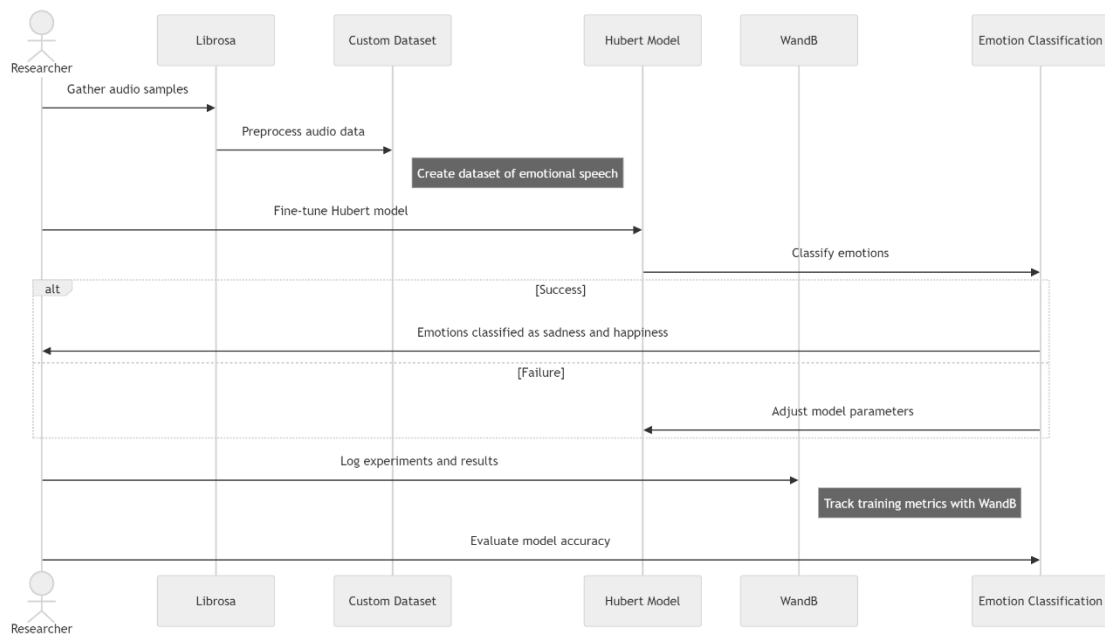 Librosa
Custom Dataset
Hubert Model
WandB
Emotion Classification
Researcher
Gather audio samples
Preprocess audio data
Create dataset of emotional speech
Fine-tune Hubert model
Classify emotions
alt
[Success]
Emotions classified as sadness and happiness
[Failure]
Adjust model parameters
Log experiments and results
Track training metrics with WandB
Evaluate model accuracy
Librosa
Custom Dataset
Hubert Model
WandB
Emotion Classification
Researcher